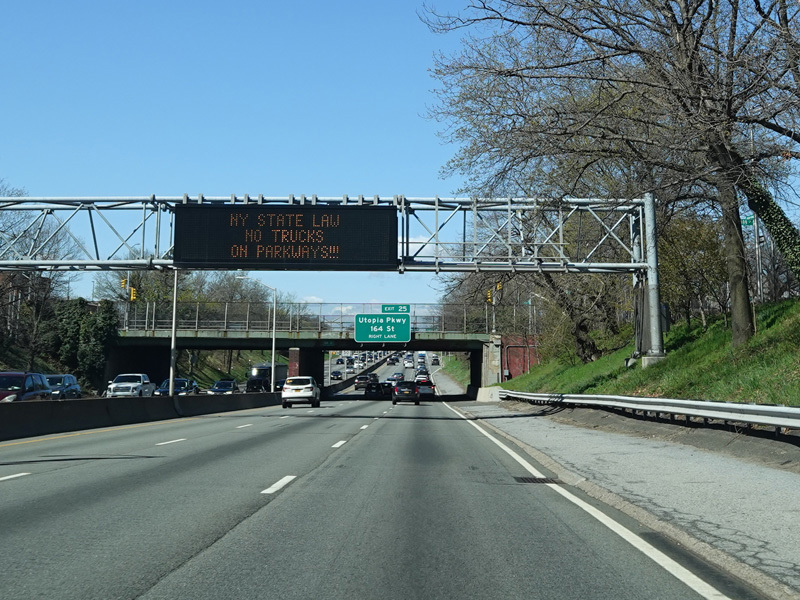 NY STATE LAW
NO TRUCKS
ON PARKWAYS!!!
EXIT 25
Utopia Pkwy
164 St
RIGHT LANE